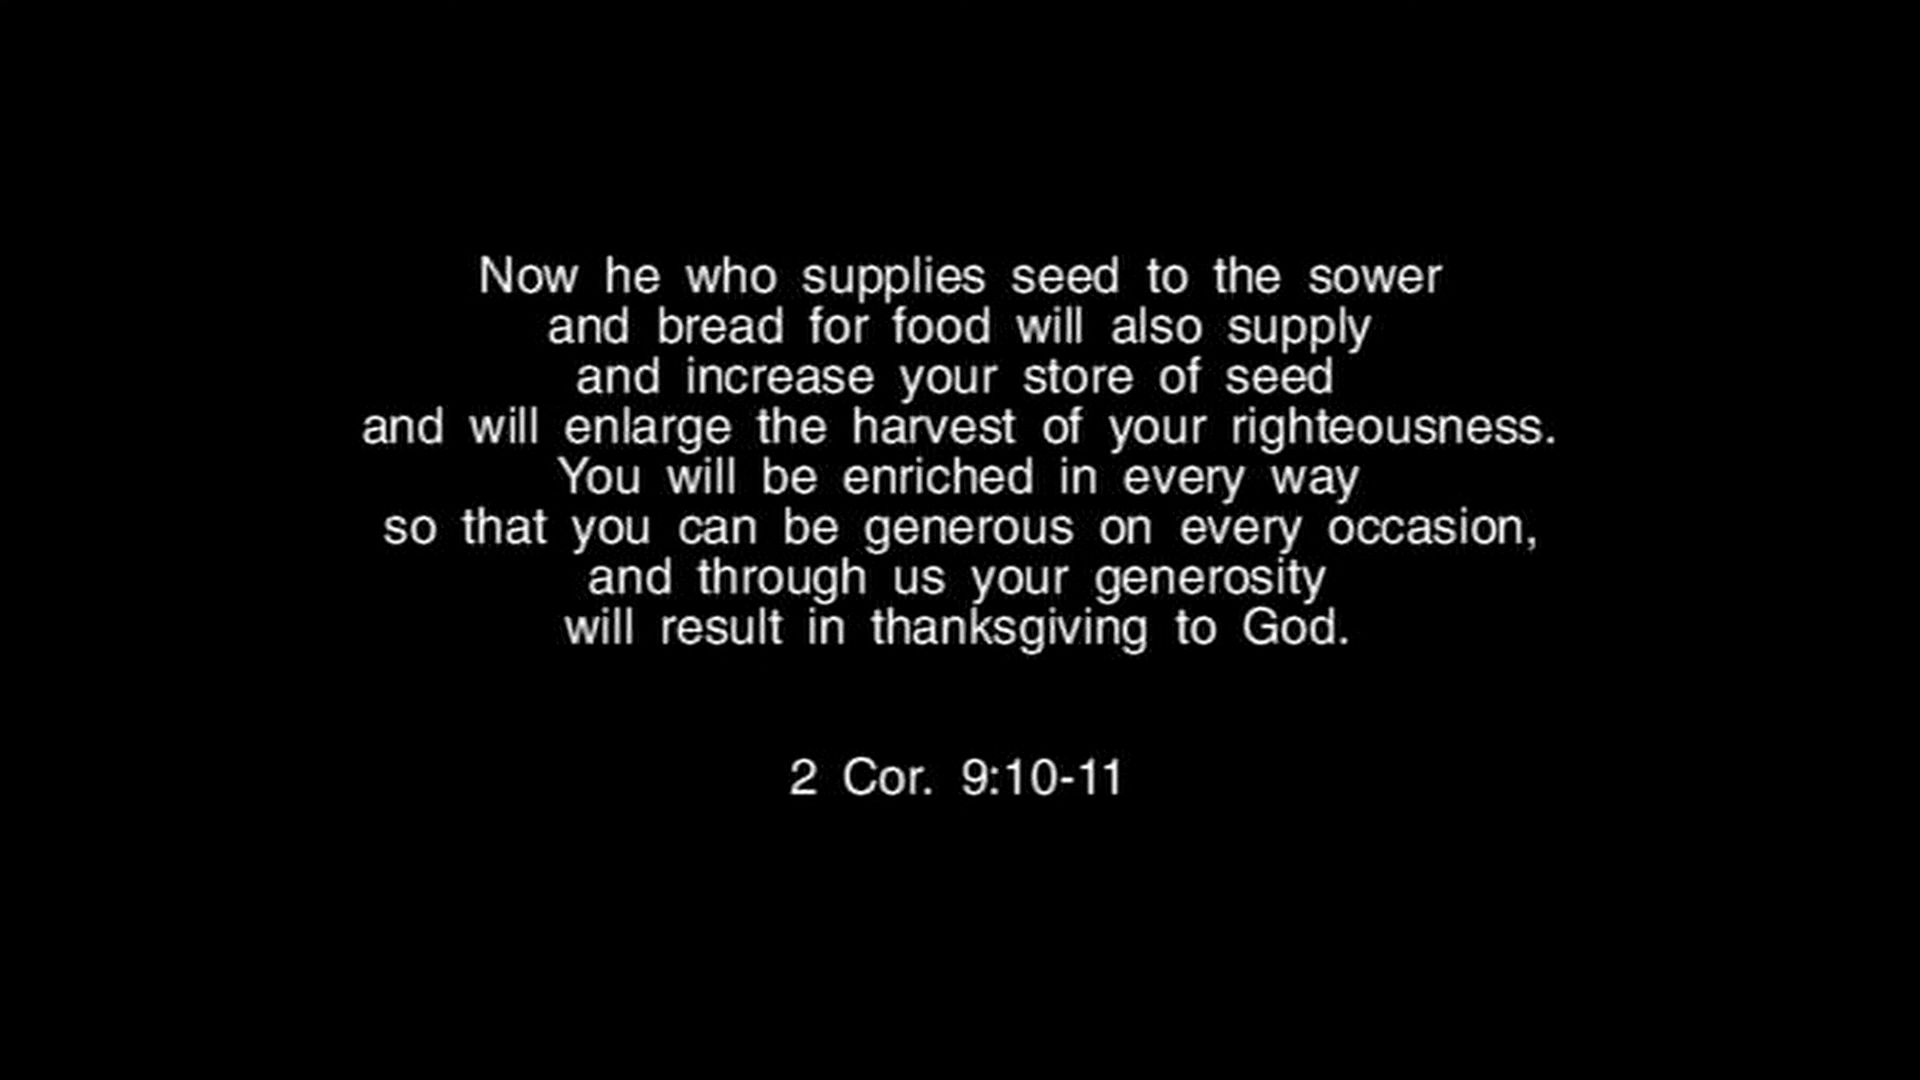 Now he who supplies seed to the sower
and bread for food will also supply
and increase your store of seed
and will enlarge the harvest of your righteousness.
You will be enriched in every way
so that you can be generous on every occasion,
and through us your generosity
will result in thanksgiving to God.
2 Cor. 9:10-11